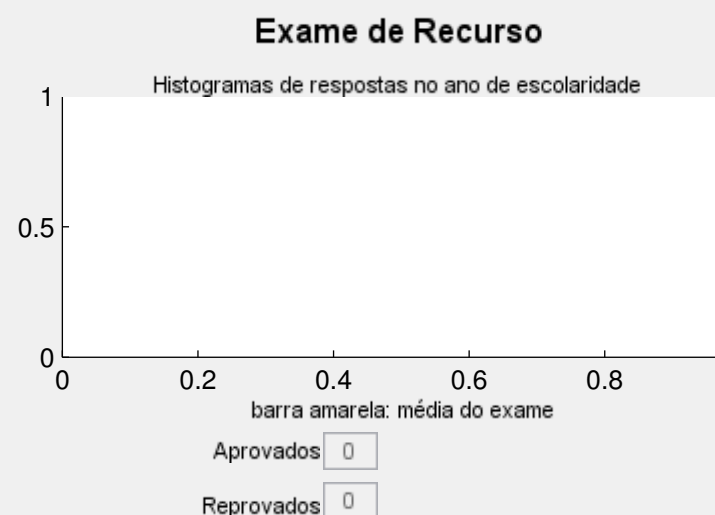 Exame de Recurso
Histogramas de respostas no ano de escolaridade
1
0.5
0
0 0.2 0.4 0.6 0.8
barra amarela: média do exame
Aprovados 0
Reprovados 0